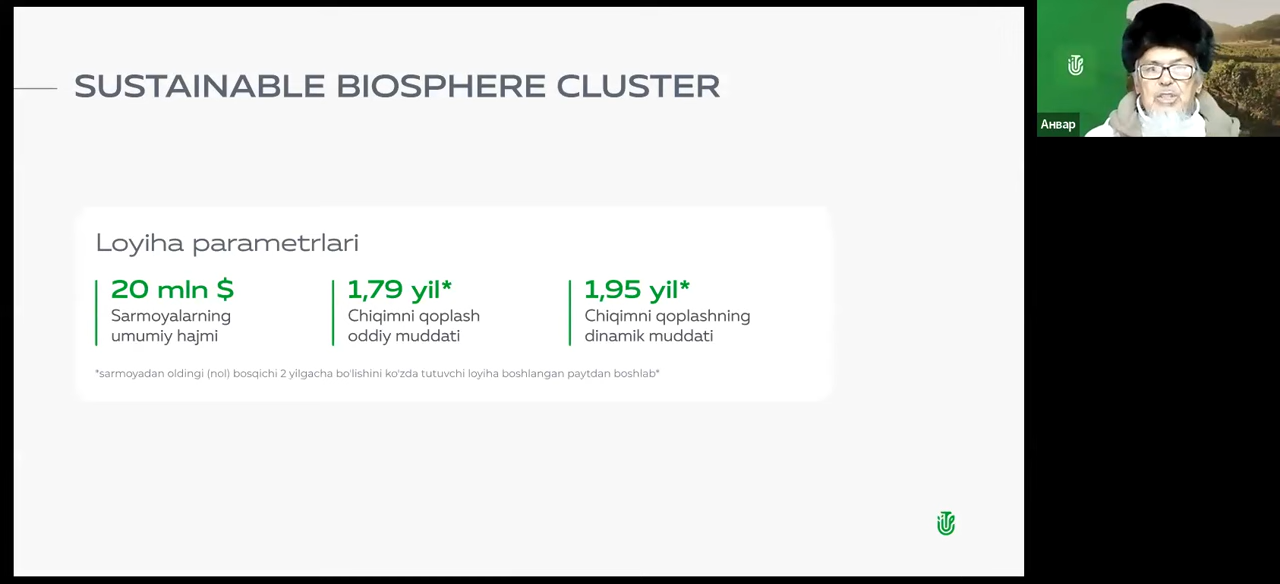 SUSTAINABLE BIOSPHERE CLUSTER
Loyiha parametrlari
20 mln $
Sarmoyalarning
umumiy hajmi
1,79 yil*
Chiqimni qoplash
oddiy muddati
1,95 yil*
Chiqimni qoplashning
dinamik muddati
*sarmoyadan oldingi (nol) bosqichi 2 yilgacha bo'lishini ko'zda tutuvchi loyiha boshlangan paytdan boshlab*
Анвар